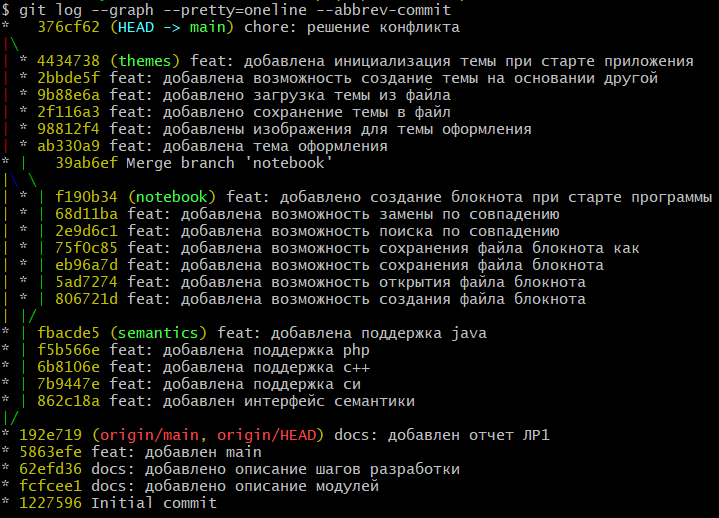 $ git log --graph --pretty=oneline --abbrev-commit
*   376cf62 (HEAD -> main) chore: решение конфликта
|\
| * 4434738 (themes) feat: добавлена инициализация темы при старте приложения
| * 2bbde5f feat: добавлена возможность создание темы на основании другой
| * 9b88e6a feat: добавлено загрузка темы из файла
| * 2f116a3 feat: добавлено сохранение темы в файл
| * 98812f4 feat: добавлены изображения для темы оформления
| * ab330a9 feat: добавлена тема оформления
* |   39ab6ef Merge branch 'notebook'
|\ \
| * | f190b34 (notebook) feat: добавлено создание блокнота при старте программы
| * | 68d11ba feat: добавлена возможность замены по совпадению
| * | 2e9d6c1 feat: добавлена возможность поиска по совпадению
| * | 75f0c85 feat: добавлена возможность сохранения файла блокнота как
| * | eb96a7d feat: добавлена возможность сохранения файла блокнота
| * | 5ad7274 feat: добавлена возможность открытия файла блокнота
| * | 806721d feat: добавлена возможность создания файла блокнота
| |/
* | fbacde5 (semantics) feat: добавлена поддержка java
* | f5b566e feat: добавлена поддержка php
* | 6b8106e feat: добавлена поддержка с++
* | 7b9447e feat: добавлена поддержка си
* | 862c18a feat: добавлен интерфейс семантики
|/
* 192e719 (origin/main, origin/HEAD) docs: добавлен отчет ЛР1
* 5863efe feat: добавлен main
* 62efd36 docs: добавлено описание шагов разработки
* fcfcee1 docs: добавлено описание модулей
* 1227596 Initial commit